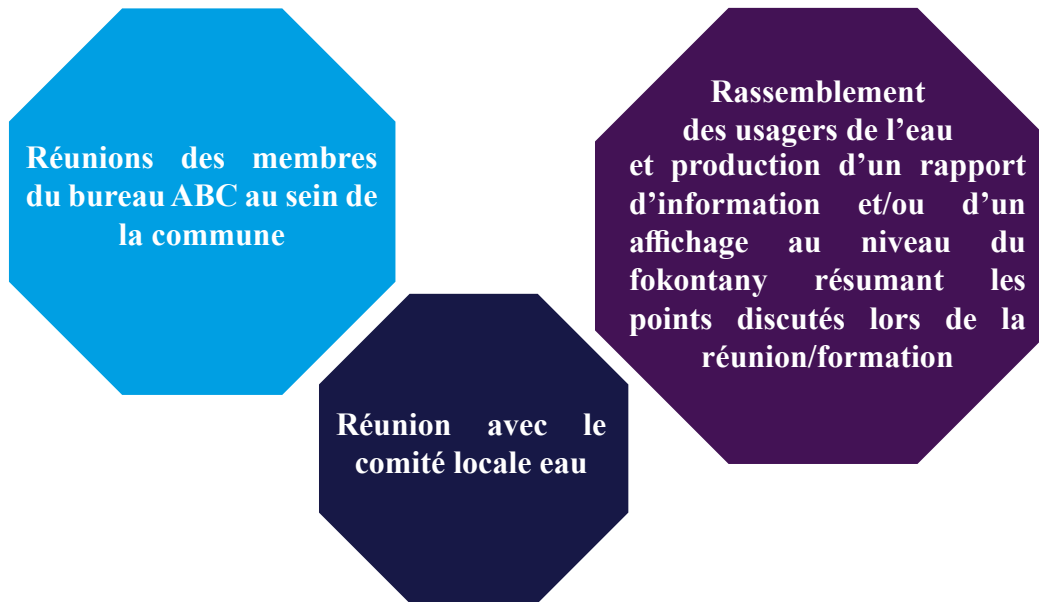 Réunions des membres
du bureau ABC au sein de
la commune
Réunion avec le
comité locale eau
Rassemblement
des usagers de l’eau
et production d’un rapport
d’information et/ou d’un
affichage au niveau du
fokontany résumant les
points discutés lors de la
réunion/formation